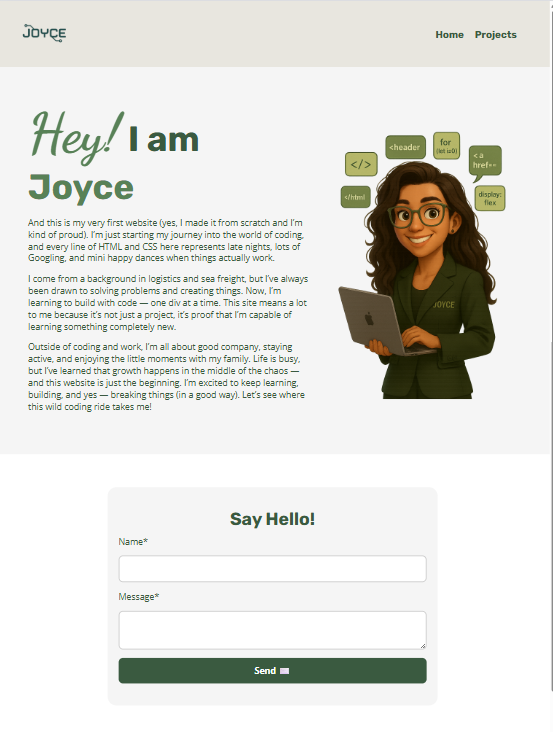 JOYCE
Home Projects
Hey! I am
Joyce
And this is my very first website (yes, I made it from scratch and I'm
kind of proud). I'm just starting my journey into the world of coding,
and every line of HTML and CSS here represents late nights, lots of
Googling, and mini happy dances when things actually work.
I come from a background in logistics and sea freight, but I've always
been drawn to solving problems and creating things. Now, I'm
learning to build with code — one div at a time. This site means a lot
to me because it's not just a project, it's proof that I'm capable of
learning something completely new.
Outside of coding and work, I'm all about good company, staying
active, and enjoying the little moments with my family. Life is busy,
but I've learned that growth happens in the middle of the chaos —
and this website is just the beginning. I'm excited to keep learning,
building, and yes — breaking things (in a good way). Let's see where
this wild coding ride takes me!
</>
<header
for
(let i=0)
< a
href==
</html
display:
flex
JOYCE
Say Hello!
Name*
Message*
Send